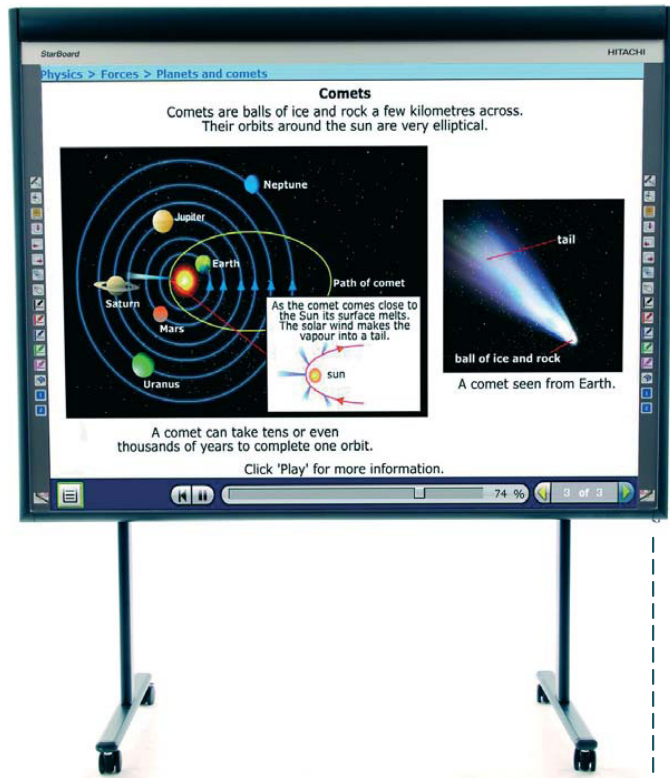 StarBoard
HITACHI
Physics > Forces > Planets and comets
Comets
Comets are balls of ice and rock a few kilometres across.
Their orbits around the sun are very elliptical.
Neptune
Jupiter
Earth
Path of comet
Saturn
Mars
Uranus
As the comet comes close to
the Sun its surface melts.
The solar wind makes the
vapour into a tail.
sun
tail
ball of ice and rock
A comet seen from Earth.
A comet can take tens or even
thousands of years to complete one orbit.
Click 'Play' for more information.
74 %
3 of 3